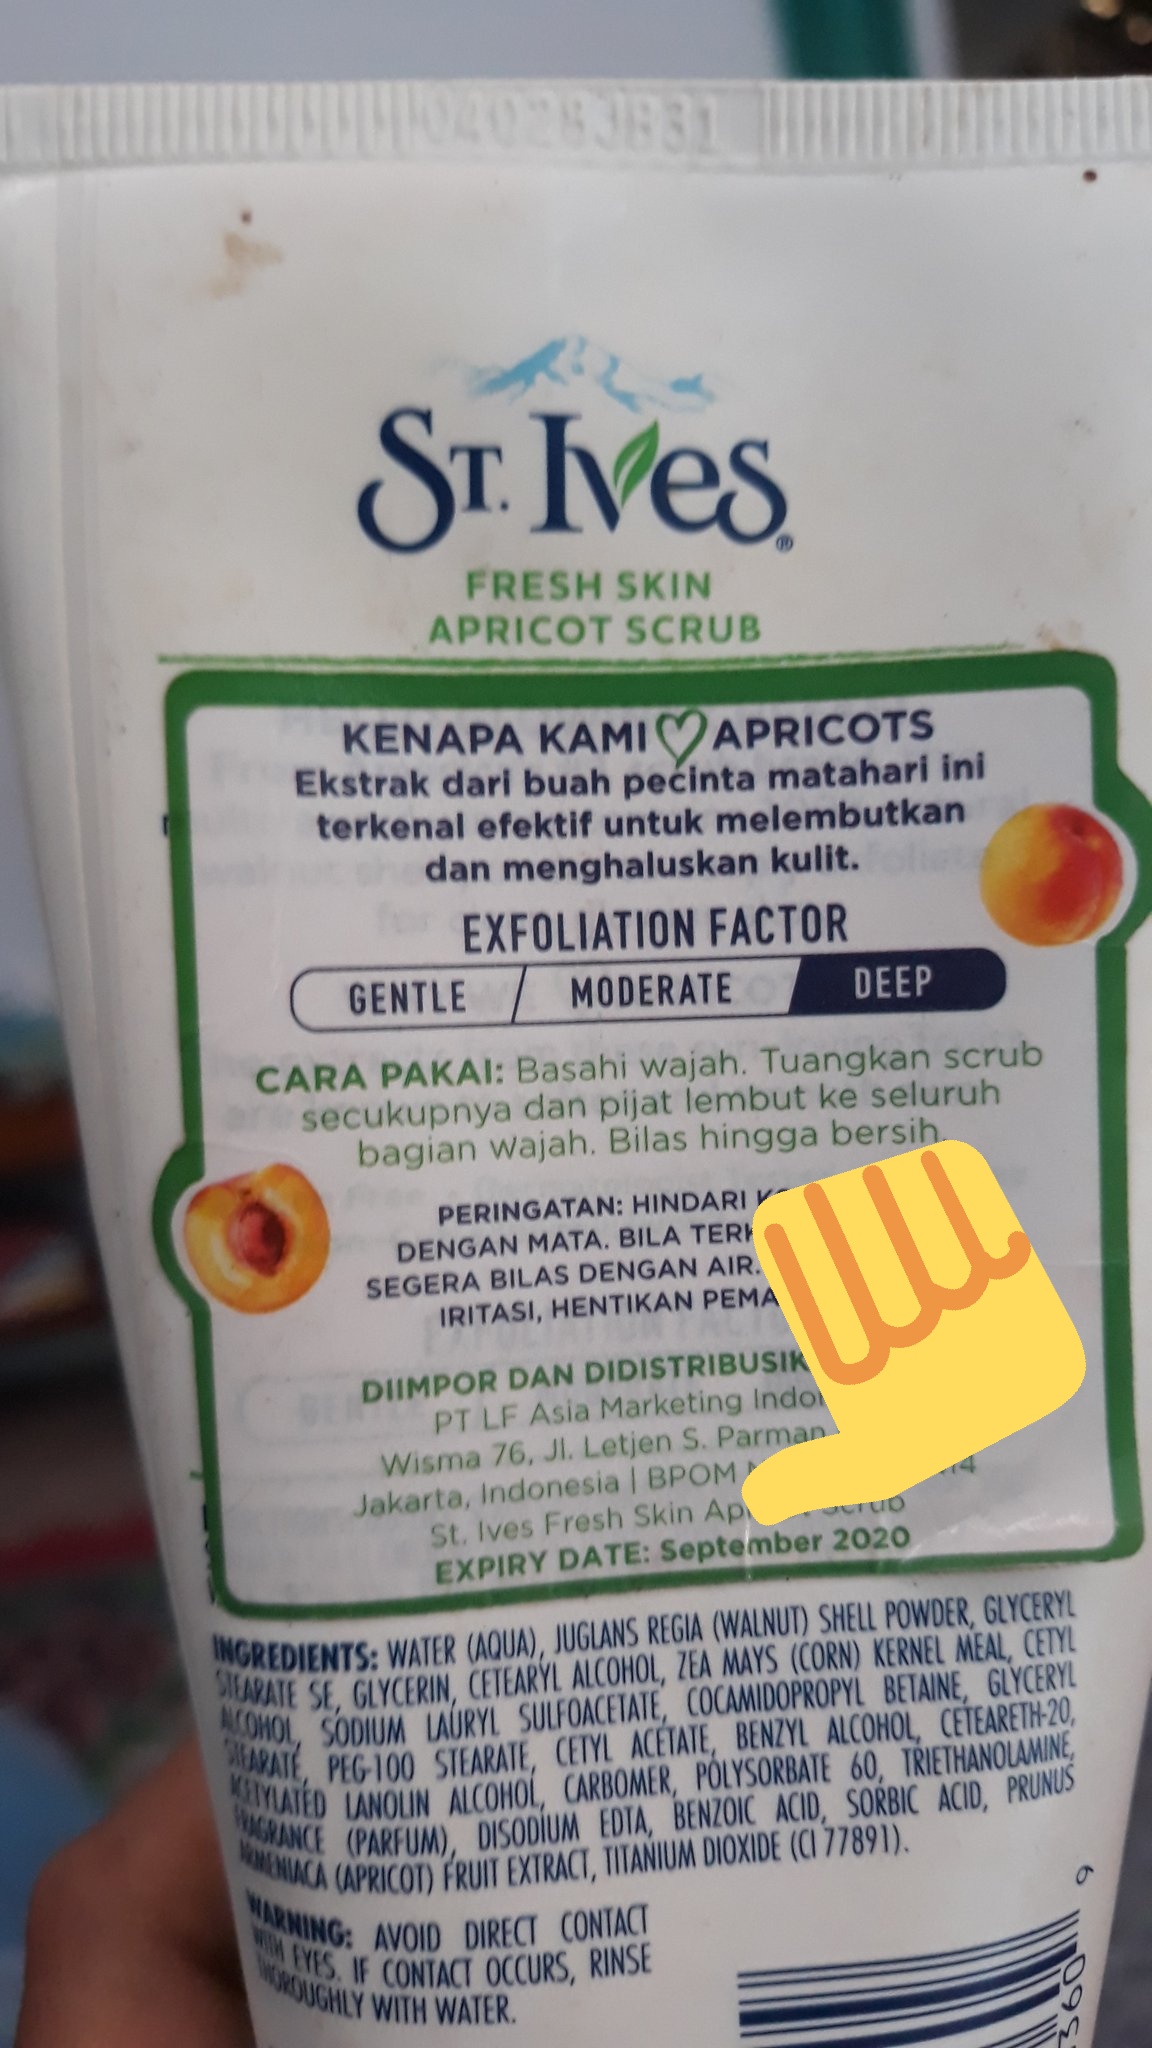 ST. Ives®
FRESH SKIN
APRICOT SCRUB
KENAPA KAMI APRICOTS
Ekstrak dari buah pecinta matahari ini
terkenal efektif untuk melembutkan
dan menghaluskan kulit.
EXFOLIATION FACTOR
GENTLE / MODERATE DEEP
CARA PAKAI: Basahi wajah. Tuangkan scrub
secukupnya dan pijat lembut ke seluruh
bagian wajah. Bilas hingga bersih.
PERINGATAN: HINDARI
DENGAN MATA. BILA
SEGERA BILAS DENGAN AIR.
IRITASI, HENTIKAN
DIIMPOR DAN
PT LF Asia Marketing
Wisma 76, Jl. Letjen S. Parman
Jakarta, Indonesia | BPOM
St. Ives Fresh Skin
EXPIRY DATE: September 2020
INGREDIENTS: WATER (AQUA), JUGLANS REGIA (WALNUT) SHELL POWDER, GLYCERYL
STEARATE SE, GLYCERIN, CETEARYL ALCOHOL, ZEA MAYS (CORN) KERNEL MEAL, CETYL
ALCOHOL, SODIUM LAURYL SULFOACETATE, COCAMIDOPROPYL BETAINE, GLYCERYL
STEARATE, PEG-100 STEARATE, CETYL ACETATE, BENZYL ALCOHOL, CETEARETH-20,
ACETYLATED LANOLIN ALCOHOL, CARBOMER, POLYSORBATE 60, TRIETHANOLAMINE,
FRAGRANCE (PARFUM), DISODIUM EDTA, BENZOIC ACID, SORBIC ACID, PRUNUS
ARMENIACA (APRICOT) FRUIT EXTRACT, TITANIUM DIOXIDE (CI 77891).
WARNING: AVOID DIRECT CONTACT
WITH EYES. IF CONTACT OCCURS, RINSE
THOROUGHLY WITH WATER.